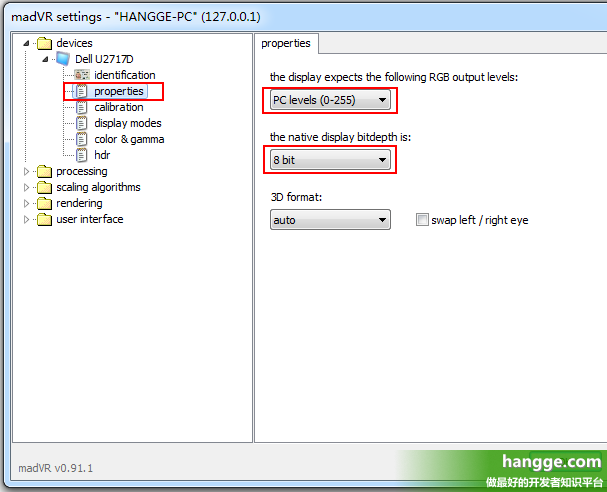 madVR settings - "HANGGE-PC" (127.0.0.1)
devices
Dell U2717D
identification
properties
calibration
display modes
color & gamma
hdr
processing
scaling algorithms
rendering
user interface
properties
the display expects the following RGB output levels:
PC levels (0-255)
the native display bitdepth is:
8 bit
3D format:
auto
swap left / right eye
madVR v0.91.1
hangge.com
做最好的开发者知识平台